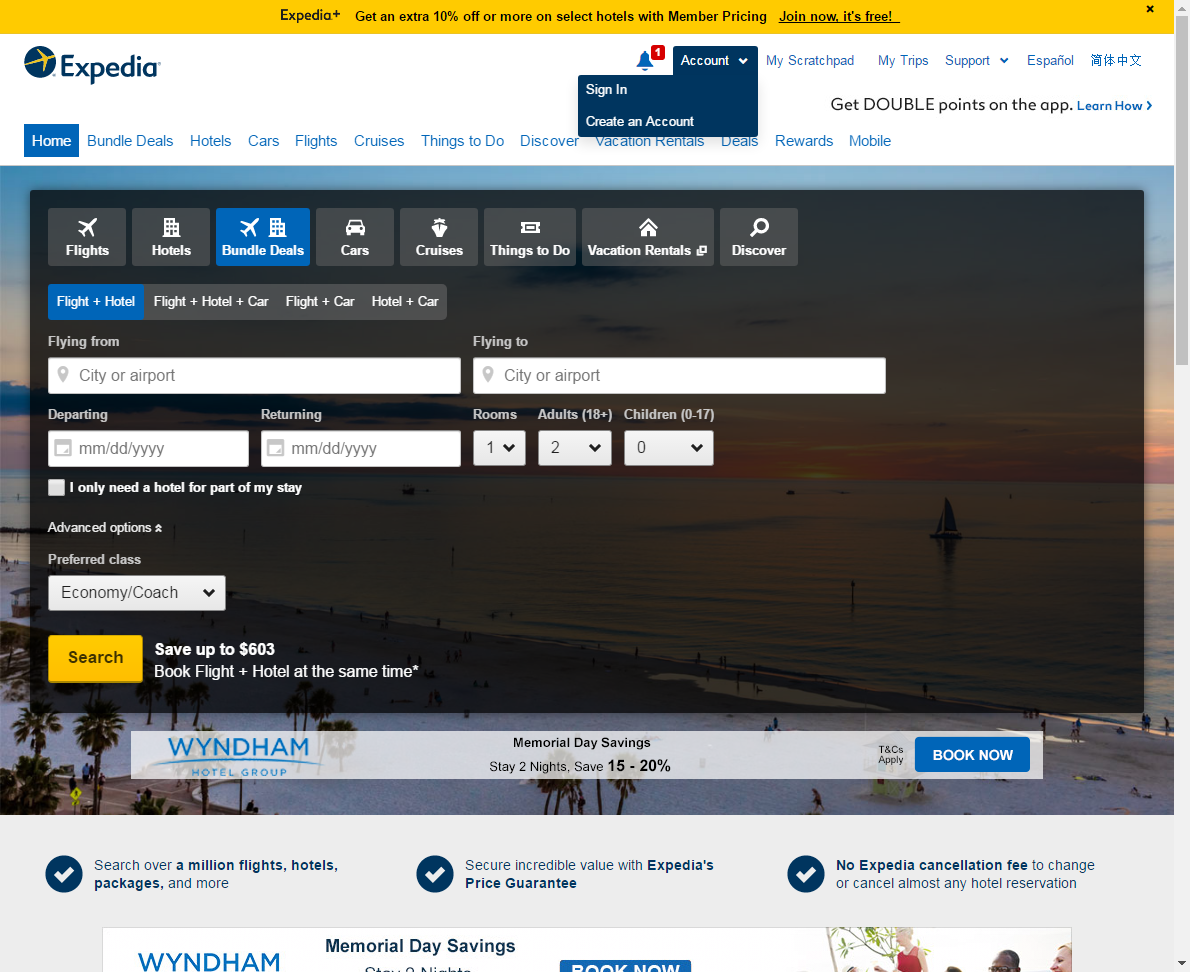 Expedia+ Get an extra 10% off or more on select hotels with Member Pricing Join now, it's free!
Expedia
1
Account
My Scratchpad
My Trips
Support
Español
简体中文
Sign In
Create an Account
Get DOUBLE points on the app. Learn How
Home
Bundle Deals
Hotels
Cars
Flights
Cruises
Things to Do
Discover
Vacation Rentals
Deals
Rewards
Mobile
Flights
Hotels
Bundle Deals
Cars
Cruises
Things to Do
Vacation Rentals
Discover
Flight + Hotel
Flight + Hotel + Car
Flight + Car
Hotel + Car
Flying from
Flying to
City or airport
City or airport
Departing
Returning
Rooms
Adults (18+)
Children (0-17)
mm/dd/yyyy
mm/dd/yyyy
1
2
0
I only need a hotel for part of my stay
Advanced options
Preferred class
Economy/Coach
Search
Save up to $603
Book Flight + Hotel at the same time*
WYNDHAM
HOTEL GROUP
Memorial Day Savings
Stay 2 Nights, Save 15 - 20%
T&Cs
Apply
BOOK NOW
Search over a million flights, hotels,
packages, and more
Secure incredible value with Expedia's
Price Guarantee
No Expedia cancellation fee to change
or cancel almost any hotel reservation
WYNDHAM
Memorial Day Savings
Stay 2 Nights
BOOK NOW